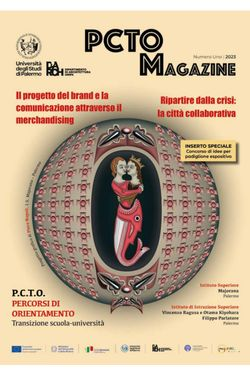 Università
degli Studi
di Palermo
DIPARTIMENTO
DI ARCHITETTURA
PCTO
Numero Uno | 2023
MAGAZINE
Il progetto del brand e la
comunicazione attraverso il
merchandising
Ripartire dalla crisi:
la città collaborativa
INSERTO SPECIALE
Concorso di idee per
padiglione espositivo
P.C.T.O.
PERCORSI DI
ORIENTAMENTO
Transizione scuola-università
Istituto Superiore
Majorana
Palermo
Istituto di Istruzione Superiore
Vincenzo Ragusa e Otama Kiyohara
Filippo Parlatore
Palermo